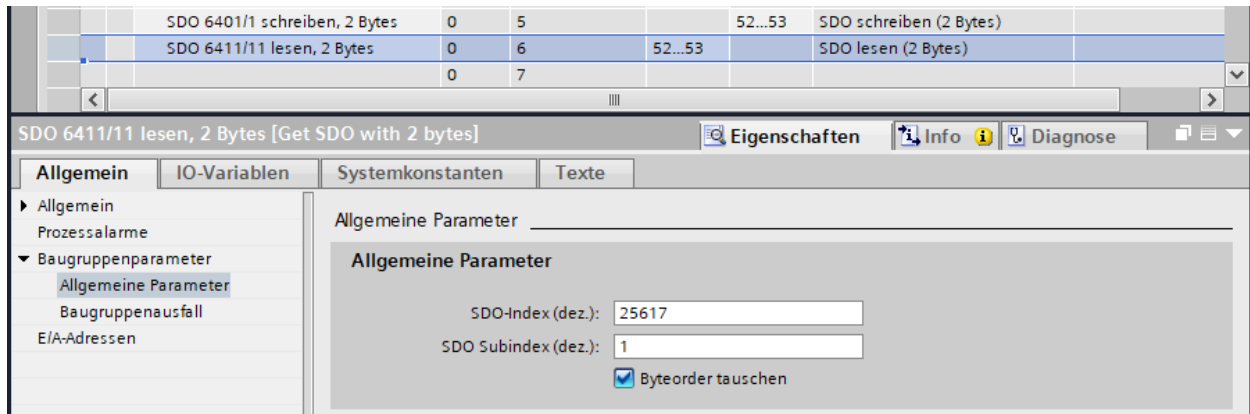 SDO 6401/1 schreiben, 2 Bytes 0 5 52...53 SDO schreiben (2 Bytes)
SDO 6411/11 lesen, 2 Bytes 0 6 52...53 SDO lesen (2 Bytes)
0 7
SDO 6411/11 lesen, 2 Bytes [Get SDO with 2 bytes] Eigenschaften Info Diagnose
Allgemein IO-Variablen Systemkonstanten Texte
Allgemein
Prozessalarme
Baugruppenparameter
Allgemeine Parameter
Baugruppenausfall
E/A-Adressen
Allgemeine Parameter
Allgemeine Parameter
SDO-Index (dez.): 25617
SDO Subindex (dez.): 1
Byteorder tauschen